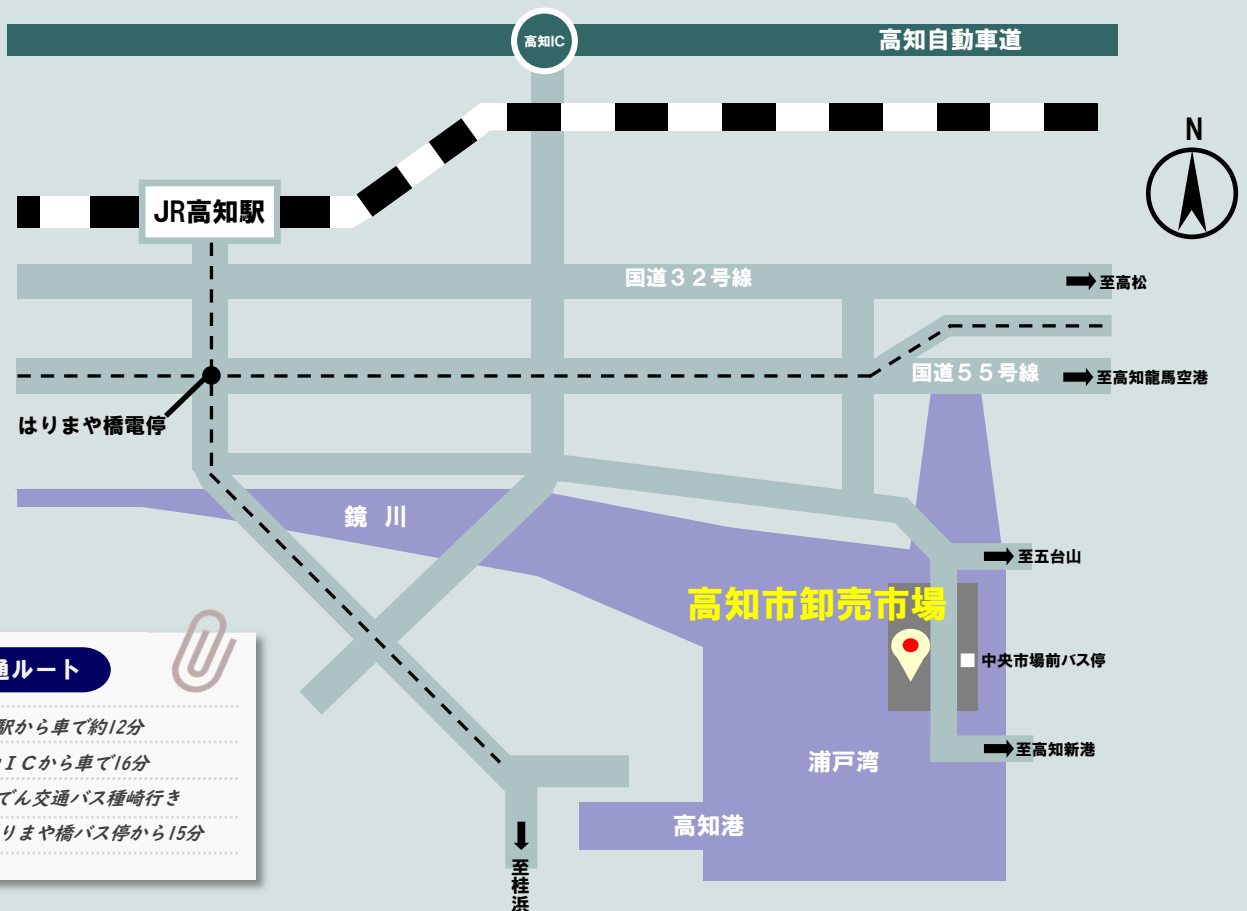 高知IC
高知自動車道
N
JR高知駅
国道32号線
至高松
国道55号線
至高知龍馬空港
はりまや橋電停
鏡 川
至五台山
高知市卸売市場
中央市場前バス停
通ルート
駅から車で約12分
ICから車で16分
でん交通バス種崎行き
りまや橋バス停から15分
至高知新港
浦戸湾
高知港
至桂浜